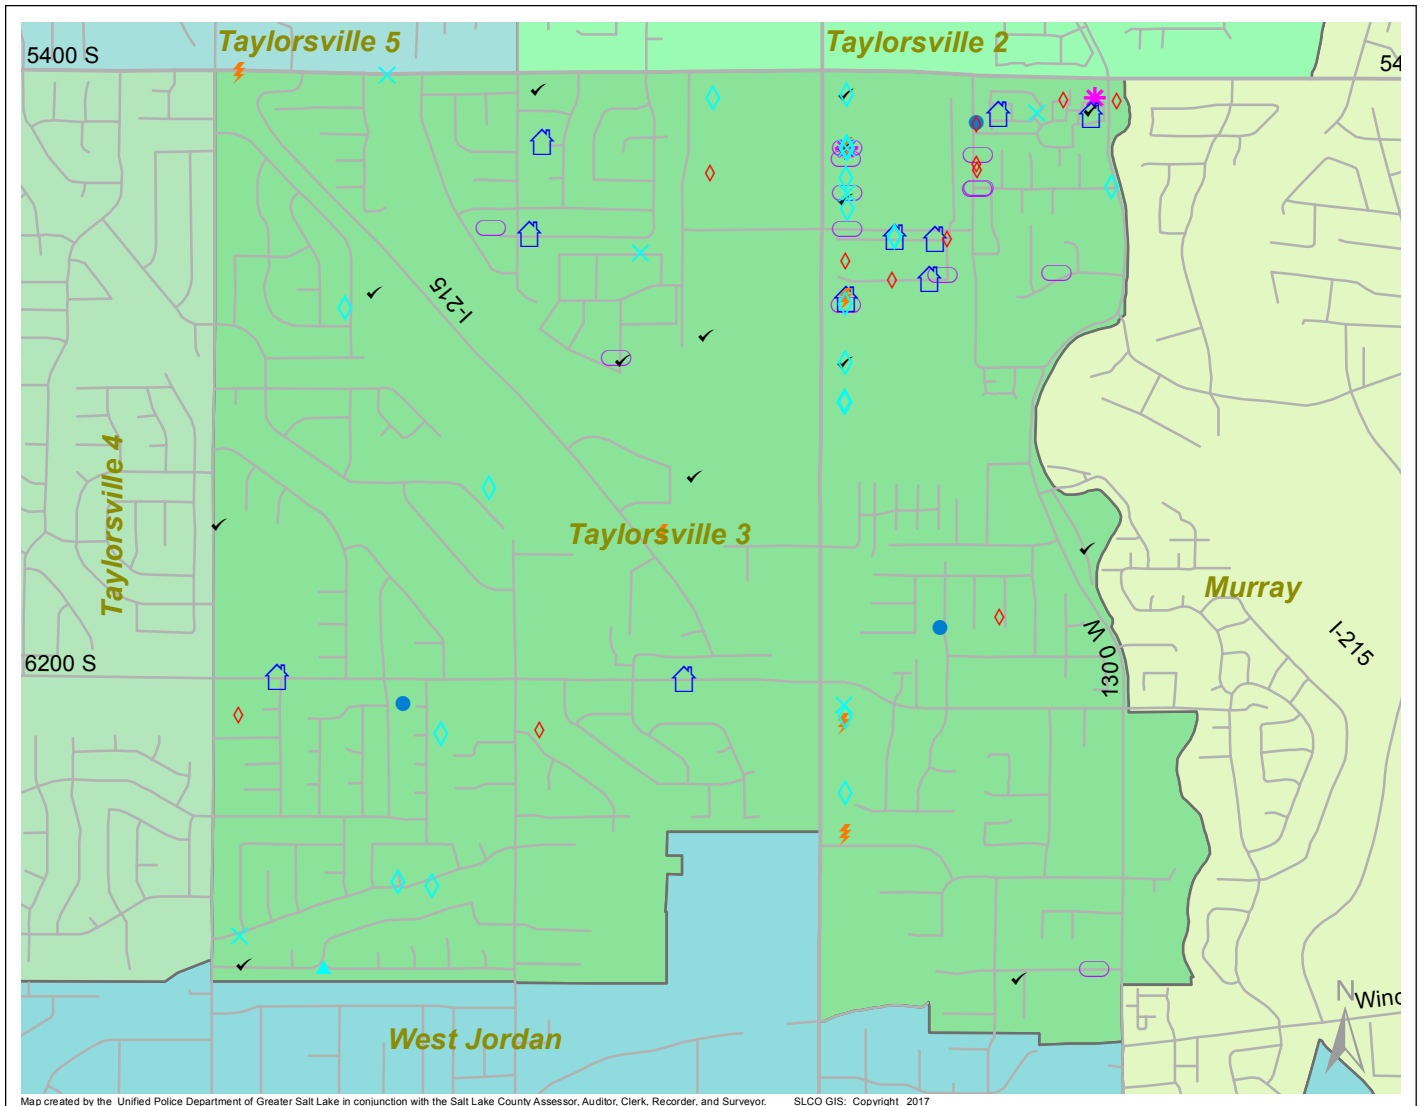 Taylorsville 5
Taylorsville 2
5400 S
54
I-215
Taylorsville 4
Taylorsville 3
Murray
I-215
1300 W
6200 S
West Jordan
N
Winc
Map created by the Unified Police Department of Greater Salt Lake in conjunction with the Salt Lake County Assessor, Auditor, Clerk, Recorder, and Surveyor. SLCO GIS: Copyright 2017